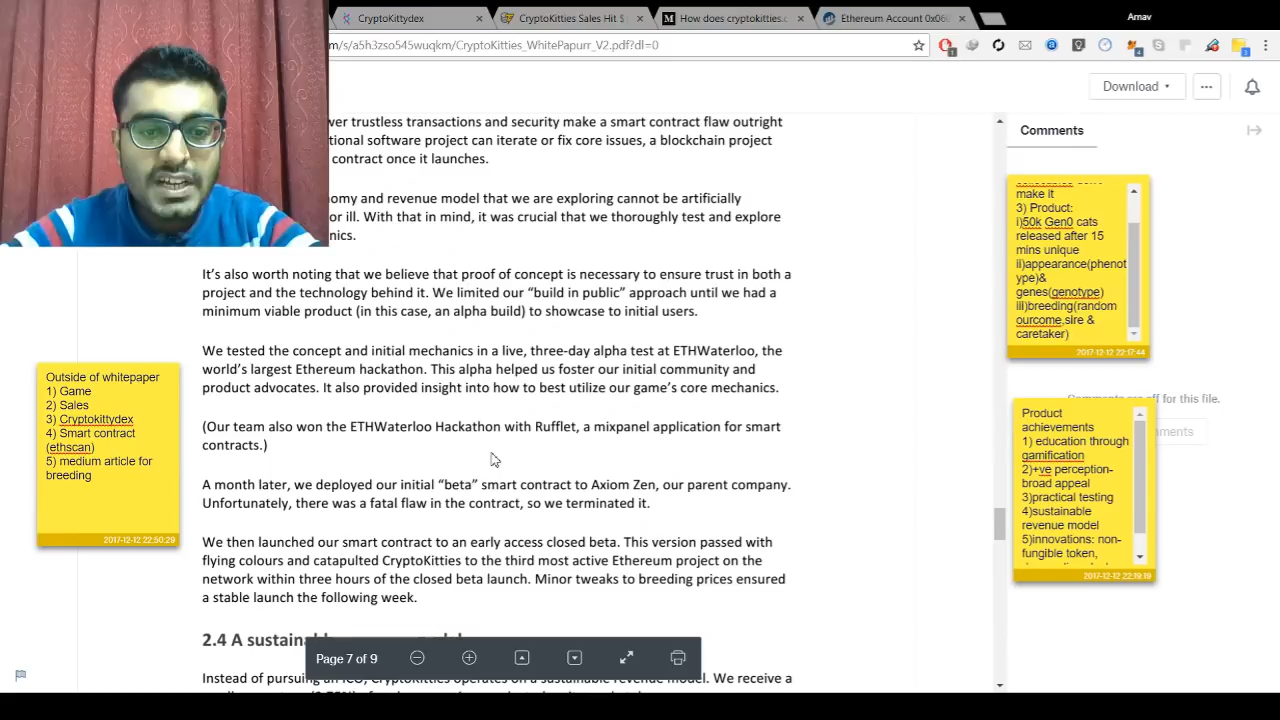 CryptoKittydex
CryptoKitties Sales Hit $
How does cryptokitties.c
Ethereum Account 0x06
Arnav
/s/a5h3zso545wuqkm/CryptoKitties_WhitePapurr_V2.pdf?dl=0
Download
wer trustless transactions and security make a smart contract flaw outright
tional software project can iterate or fix core issues, a blockchain project
contract once it launches.
nomy and revenue model that we are exploring cannot be artificially
or ill. With that in mind, it was crucial that we thoroughly test and explore
nics.
It's also worth noting that we believe that proof of concept is necessary to ensure trust in both a
project and the technology behind it. We limited our “build in public” approach until we had a
minimum viable product (in this case, an alpha build) to showcase to initial users.
We tested the concept and initial mechanics in a live, three-day alpha test at ETHWaterloo, the
world's largest Ethereum hackathon. This alpha helped us foster our initial community and
product advocates. It also provided insight into how to best utilize our game's core mechanics.
(Our team also won the ETHWaterloo Hackathon with Rufflet, a mixpanel application for smart
contracts.)
A month later, we deployed our initial “beta” smart contract to Axiom Zen, our parent company.
Unfortunately, there was a fatal flaw in the contract, so we terminated it.
We then launched our smart contract to an early access closed beta. This version passed with
flying colours and catapulted CryptoKitties to the third most active Ethereum project on the
network within three hours of the closed beta launch. Minor tweaks to breeding prices ensured
a stable launch the following week.
2.4 A sustainab
Page 7 of 9
Instead of pursuing an ICO, CryptoKitties operates on a sustainable revenue model. We receive a
Outside of whitepaper
1) Game
2) Sales
3) Cryptokittydex
4) Smart contract
(ethscan)
5) medium article for
breeding
2017-12-12 22:50:29
Comments
make it
3) Product:
i)50k Gen0 cats
released after 15
mins unique
ii)appearance(phenot
ype)&
genes(genotype)
iii)breeding(random
ourcome,sire &
caretaker)
2017-12-12 22:17:44
Comments are off for this file.
mments
Product
achievements
1) education through
gamification
2)+ve perception-
broad appeal
3)practical testing
4)sustainable
revenue model
5)innovations: non-
fungible token,
2017-12-12 22:19:19